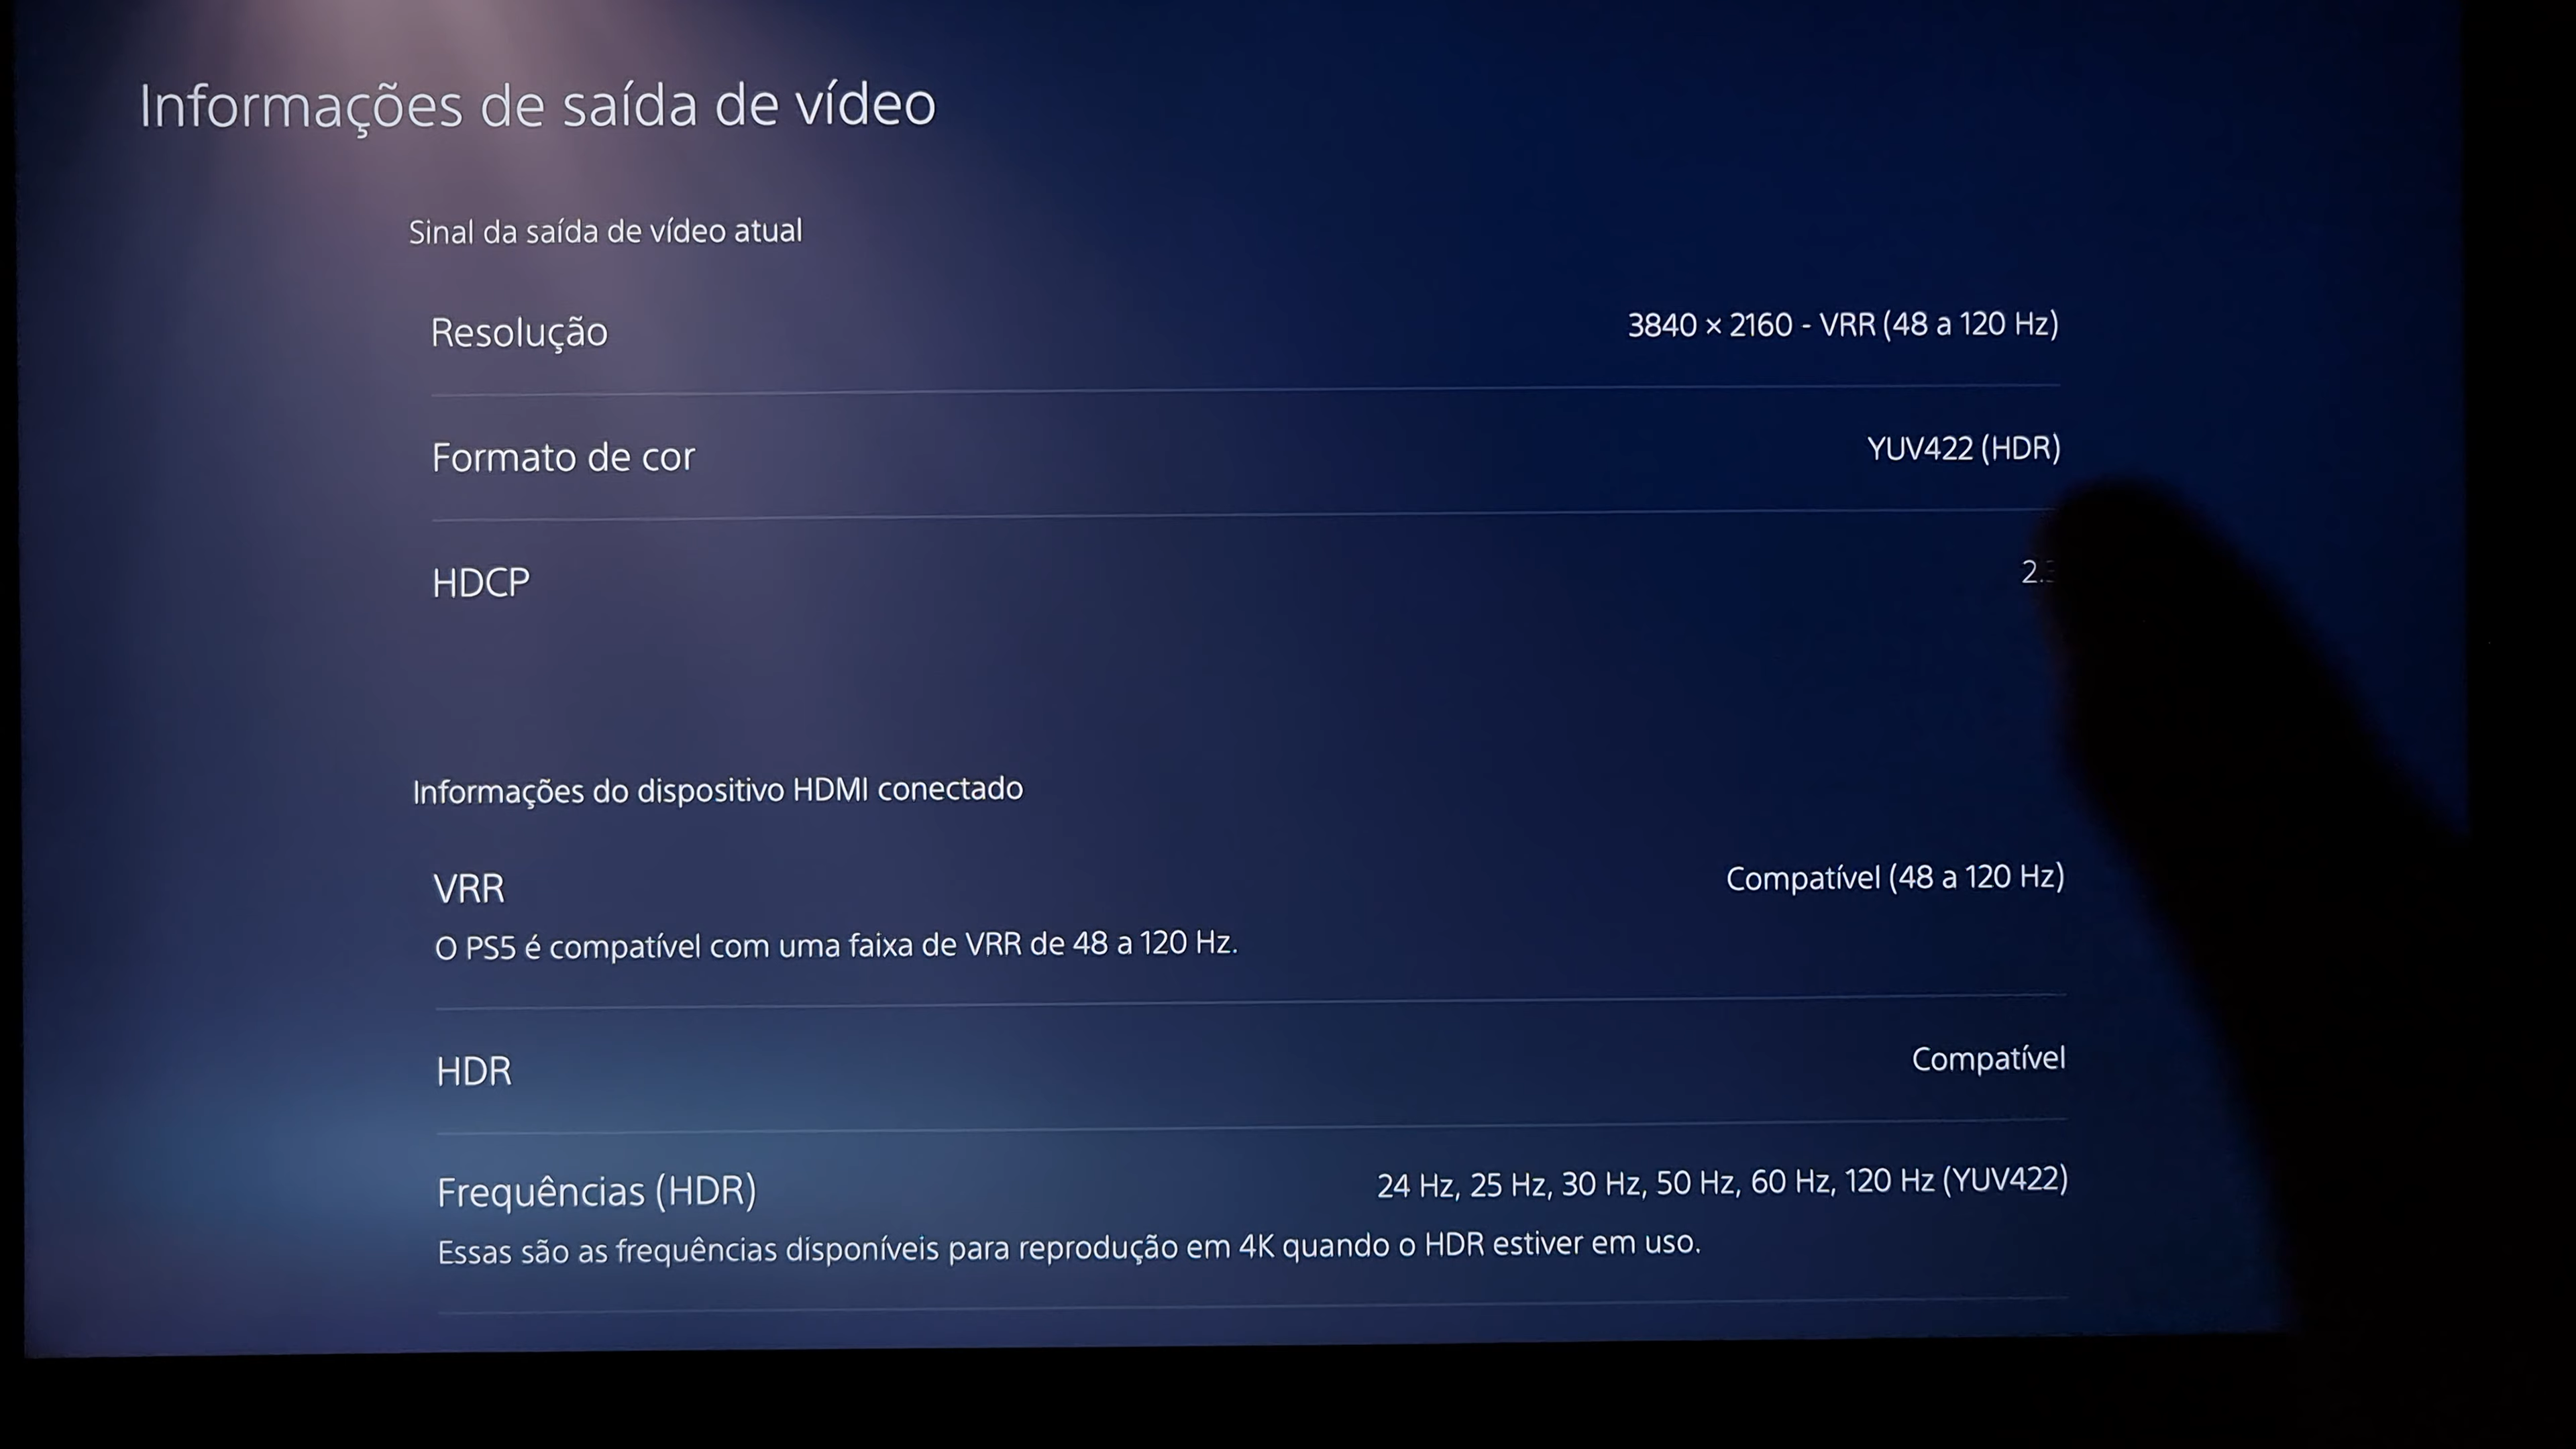 Informações de saída de vídeo
Sinal da saída de vídeo atual
Resolução 3840 × 2160 - VRR (48 a 120 Hz)
Formato de cor YUV422 (HDR)
HDCP
Informações do dispositivo HDMI conectado
VRR Compatível (48 a 120 Hz)
O PS5 é compatível com uma faixa de VRR de 48 a 120 Hz.
HDR Compatível
Frequências (HDR) 24 Hz, 25 Hz, 30 Hz, 50 Hz, 60 Hz, 120 Hz (YUV422)
Essas são as frequências disponíveis para reprodução em 4K quando o HDR estiver em uso.